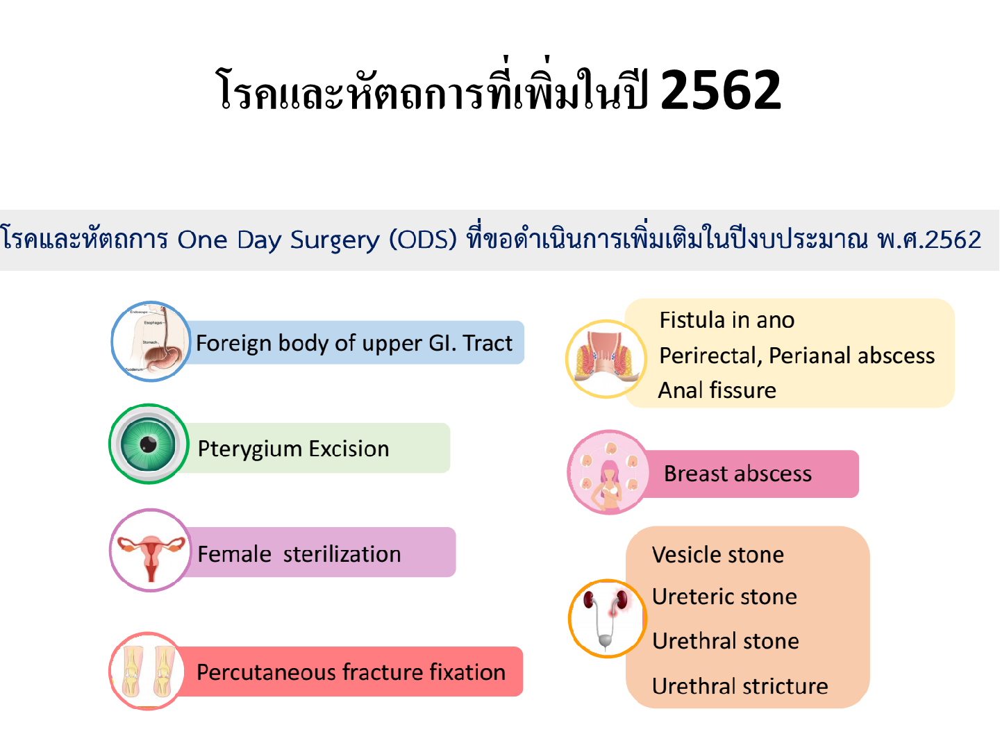 โรคและหัตถการที่เพิ่มในปี 2562
โรคและหัตถการ One Day Surgery (ODS) ที่ขอดำเนินการเพิ่มเติมในปีงบประมาณ พ.ศ.2562
Endoscope
Esophagus
Stomach
Duodenum
Foreign body of upper GI. Tract
Pterygium Excision
Female sterilization
Percutaneous fracture fixation
Fistula in ano
Perirectal, Perianal abscess
Anal fissure
Breast abscess
Vesicle stone
Ureteric stone
Urethral stone
Urethral stricture